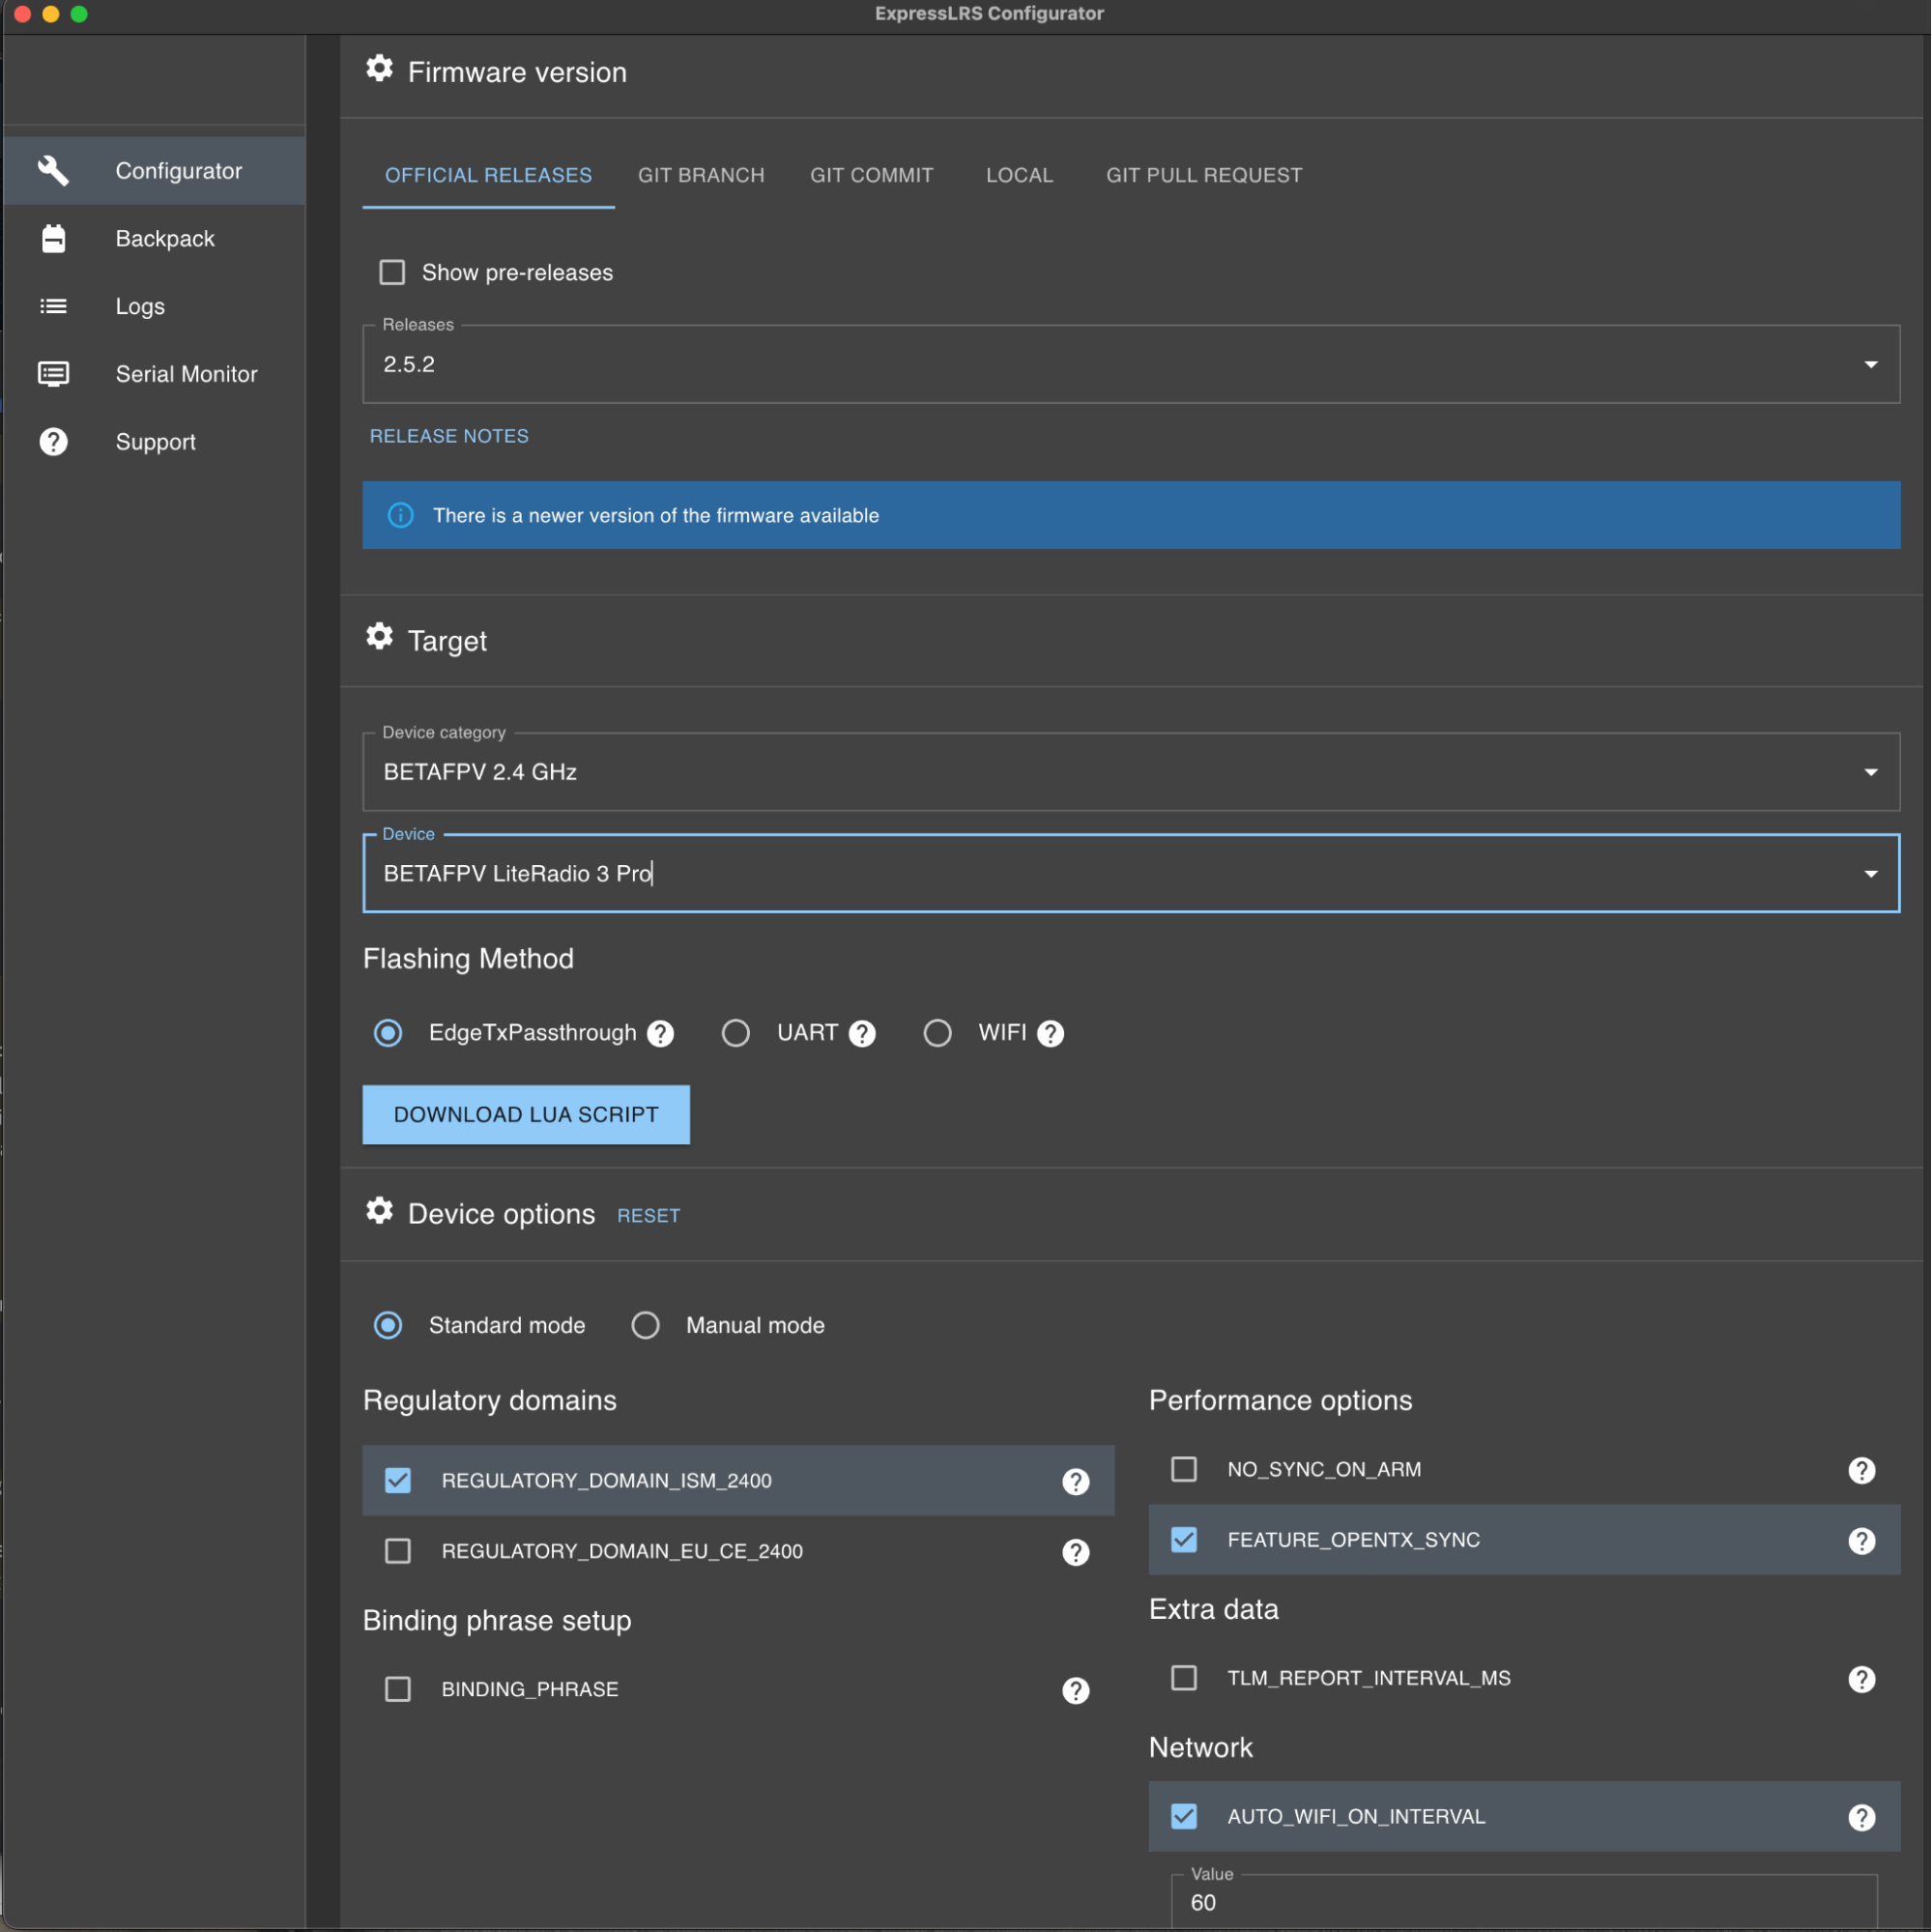 ExpressLRS Configurator
Configurator
Backpack
Logs
Serial Monitor
Support
Firmware version
OFFICIAL RELEASES GIT BRANCH GIT COMMIT LOCAL GIT PULL REQUEST
Show pre-releases
Releases
2.5.2
RELEASE NOTES
There is a newer version of the firmware available
Target
Device category
BETAFPV 2.4 GHz
Device
BETAFPV LiteRadio 3 Pro
Flashing Method
EdgeTxPassthrough ? UART ? WIFI ?
DOWNLOAD LUA SCRIPT
Device options RESET
Standard mode Manual mode
Regulatory domains
REGULATORY_DOMAIN_ISM_2400 ?
REGULATORY_DOMAIN_EU_CE_2400 ?
Binding phrase setup
BINDING_PHRASE ?
Performance options
NO_SYNC_ON_ARM ?
FEATURE_OPENTX_SYNC ?
Extra data
TLM_REPORT_INTERVAL_MS ?
Network
AUTO_WIFI_ON_INTERVAL ?
Value
60